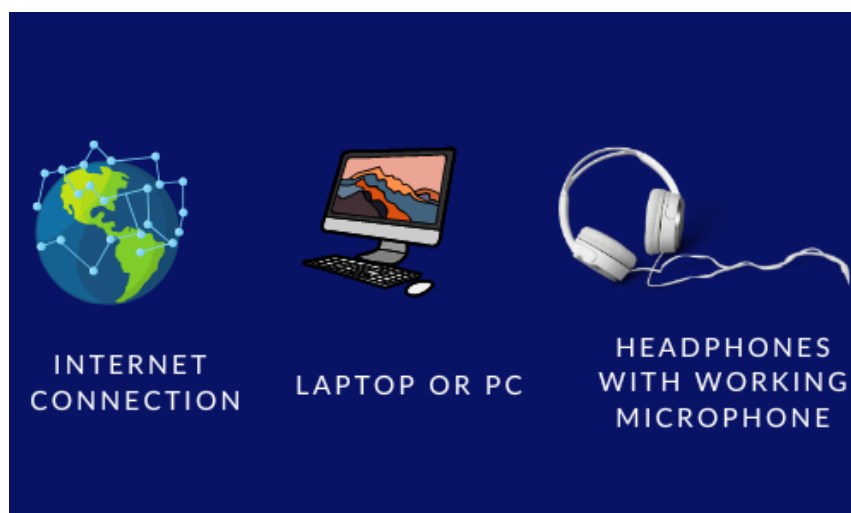 INTERNET
CONNECTION
LAPTOP OR PC
HEADPHONES
WITH WORKING
MICROPHONE